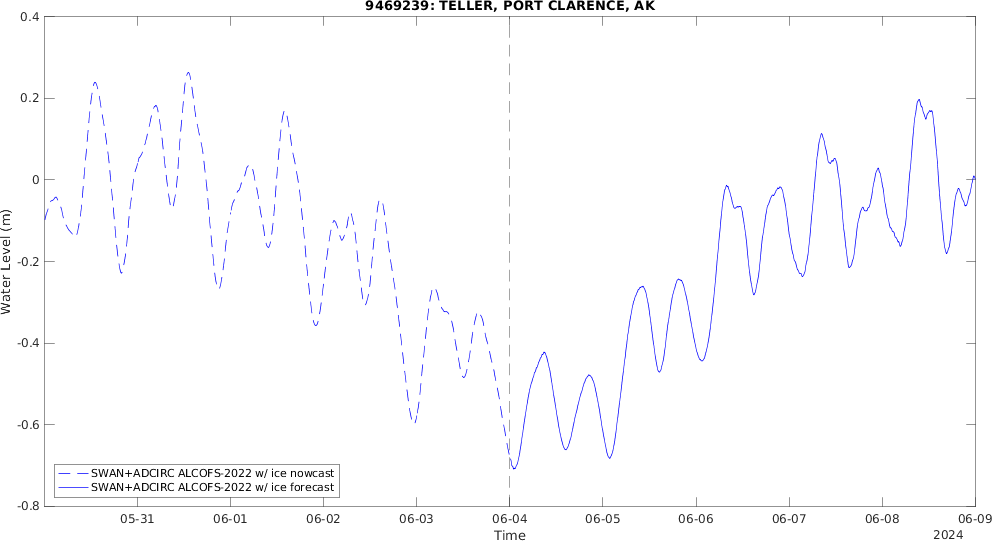 9469239: TELLER, PORT CLARENCE, AK
0.4
0.2
0
-0.2
-0.4
-0.6
-0.8
Water Level (m)
SWAN+ADCIRC ALCOFS-2022 w/ ice nowcast
SWAN+ADCIRC ALCOFS-2022 w/ ice forecast
05-31 06-01 06-02 06-03 06-04 06-05 06-06 06-07 06-08 06-09
Time
2024